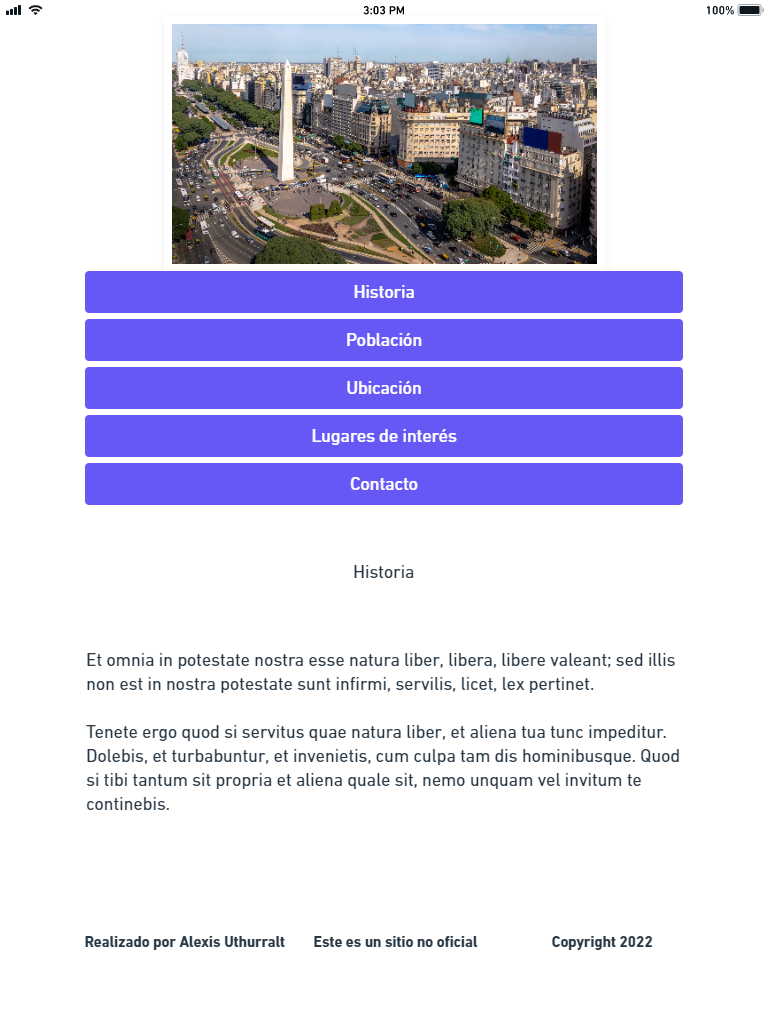 3:03 PM
100%
Historia
Población
Ubicación
Lugares de interés
Contacto
Historia
Et omnia in potestate nostra esse natura liber, libera, libere valeant; sed illis
non est in nostra potestate sunt infirmi, servilis, licet, lex pertinet.
Tenete ergo quod si servitus quae natura liber, et aliena tua tunc impeditur.
Dolebis, et turbabuntur, et invenietis, cum culpa tam dis hominibusque. Quod
si tibi tantum sit propria et aliena quale sit, nemo unquam vel invitum te
continebis.
Realizado por Alexis Uthurralt
Este es un sitio no oficial
Copyright 2022